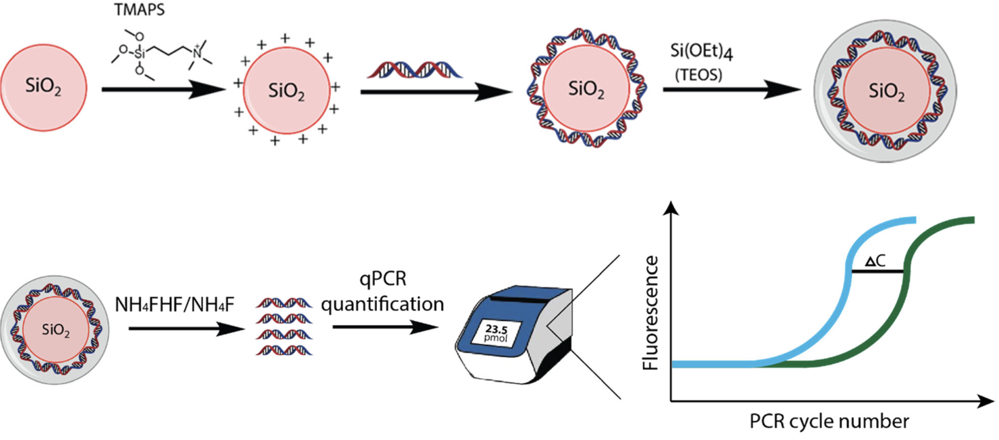 TMAPS
O
O
Si
O
N+
SiO2
+ + + + + + + + + + + + + +
SiO2
SiO2
Si(OEt)4
(TEOS)
SiO2
SiO2
NH4FHF/NH4F
qPCR
quantification
23.5
pmol
Fluorescence
ΔC
PCR cycle number